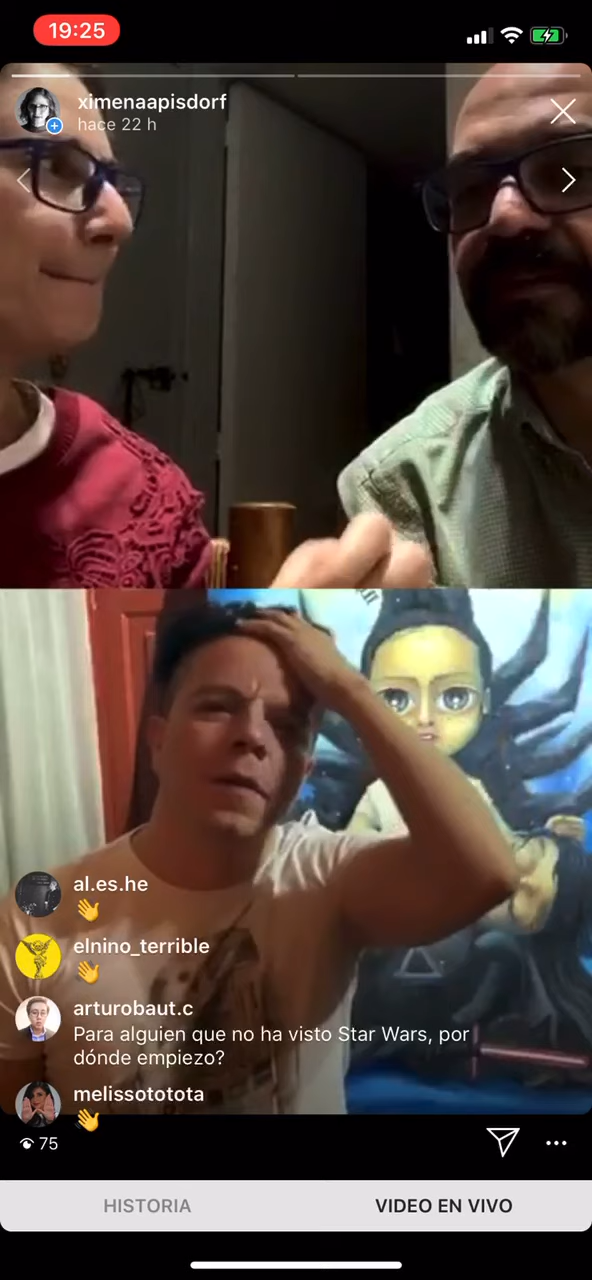 19:25
ximenaapisdorf
hace 22 h
al.es.he
👋
elnino_terrible
👋
arturobaut.c
Para alguien que no ha visto Star Wars, por
dónde empiezo?
melissototota
👋
75
HISTORIA
VIDEO EN VIVO